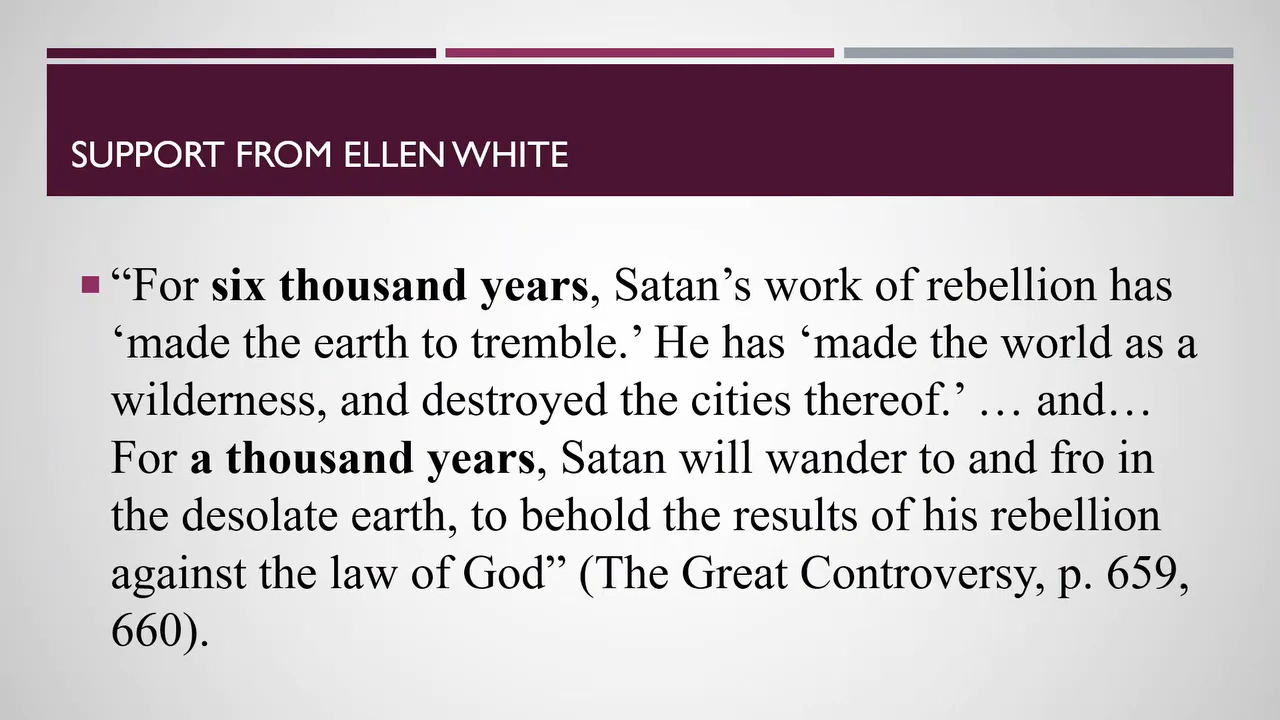 SUPPORT FROM ELLEN WHITE
“For six thousand years, Satan’s work of rebellion has
‘made the earth to tremble.’ He has ‘made the world as a
wilderness, and destroyed the cities thereof.’ … and…
For a thousand years, Satan will wander to and fro in
the desolate earth, to behold the results of his rebellion
against the law of God” (The Great Controversy, p. 659,
660).